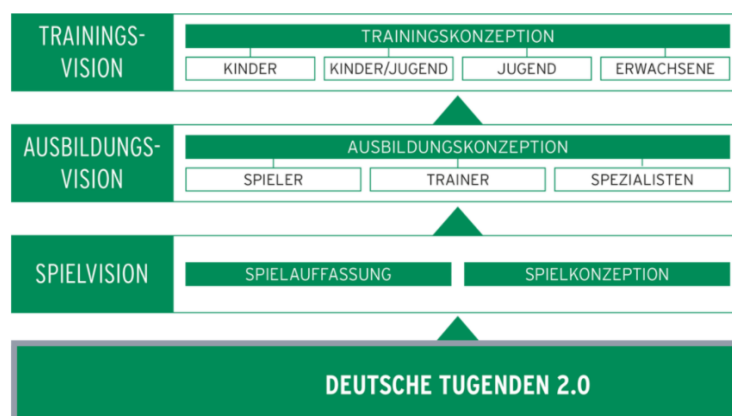 TRAININGS-
VISION
TRAININGSKONZEPTION
KINDER
KINDER/JUGEND
JUGEND
ERWACHSENE
AUSBILDUNGS-
VISION
AUSBILDUNGSKONZEPTION
SPIELER
TRAINER
SPEZIALISTEN
SPIELVISION
SPIELAUFFASSUNG
SPIELKONZEPTION
DEUTSCHE TUGENDEN 2.0